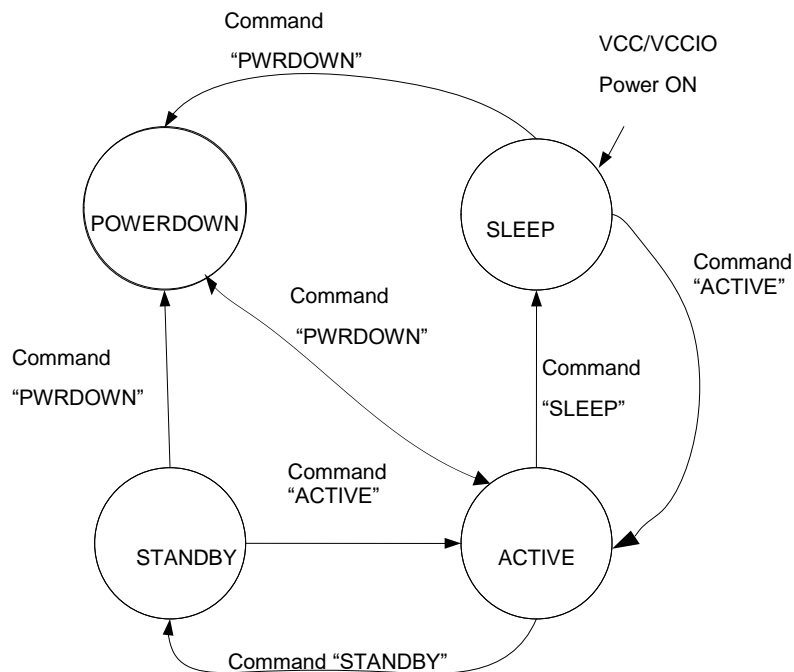 Command
“PWRDOWN”
VCC/VCCIO
Power ON
POWERDOWN
SLEEP
Command
“ACTIVE”
Command
“PWRDOWN”
Command
“PWRDOWN”
Command
“SLEEP”
Command
“ACTIVE”
STANDBY
ACTIVE
Command “STANDBY”